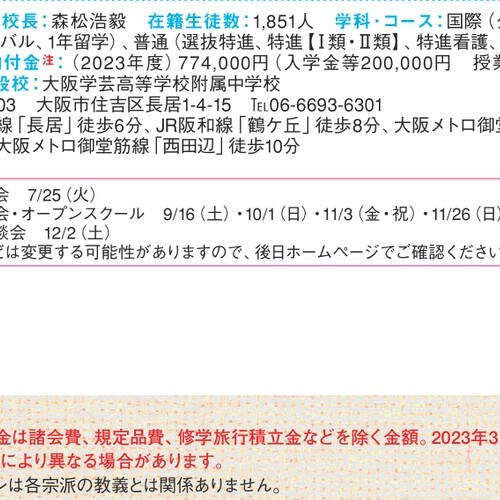 校長：森松浩毅　在籍生徒数：1,851人　学科・コース：国際（
バル、1年留学）、普通（選抜特進、特進【Ⅰ類・Ⅱ類】、特進看護、
付金注：（2023年度）774,000円（入学金等200,000円　授業
設校：大阪学芸高等学校附属中学校
03　大阪市住吉区長居1-4-15　℡06-6693-6301
線「長居」徒歩6分、JR阪和線「鶴ケ丘」徒歩8分、大阪メトロ御堂
大阪メトロ御堂筋線「西田辺」徒歩10分
会　7/25（火）
会・オープンスクール　9/16（土）・10/1（日）・11/3（金・祝）・11/26（日）
談会　12/2（土）
どは変更する可能性がありますので、後日ホームページでご確認ください
金は諸会費、規定品費、修学旅行積立金などを除く金額。2023年3
により異なる場合があります。
ンは各宗派の教義とは関係ありません。